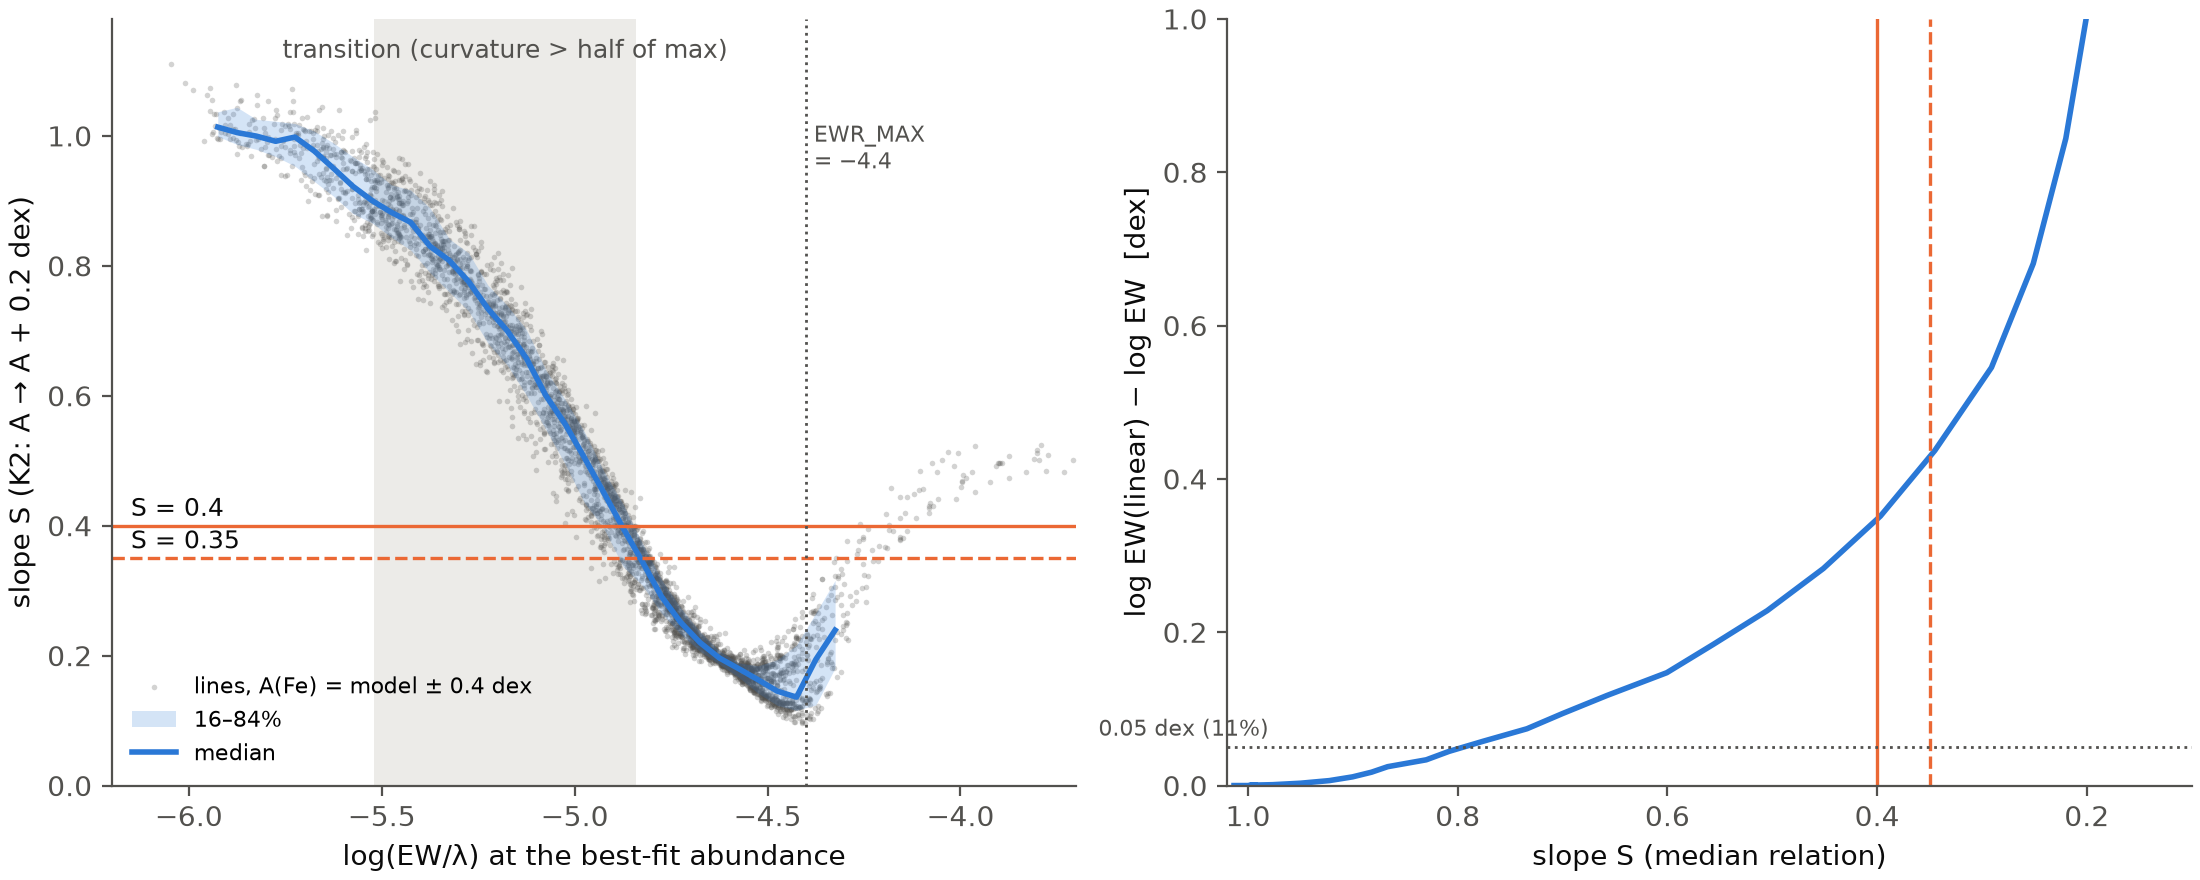 transition (curvature > half of max)
EWR_MAX
= −4.4
S = 0.4
S = 0.35
lines, A(Fe) = model ± 0.4 dex
16–84%
median
slope S (K2: A → A + 0.2 dex)
1.0
0.8
0.6
0.4
0.2
0.0
−6.0
−5.5
−5.0
−4.5
−4.0
log(EW/λ) at the best-fit abundance
log EW(linear) − log EW [dex]
1.0
0.8
0.6
0.4
0.2
0.0
0.05 dex (11%)
1.0
0.8
0.6
0.4
0.2
slope S (median relation)